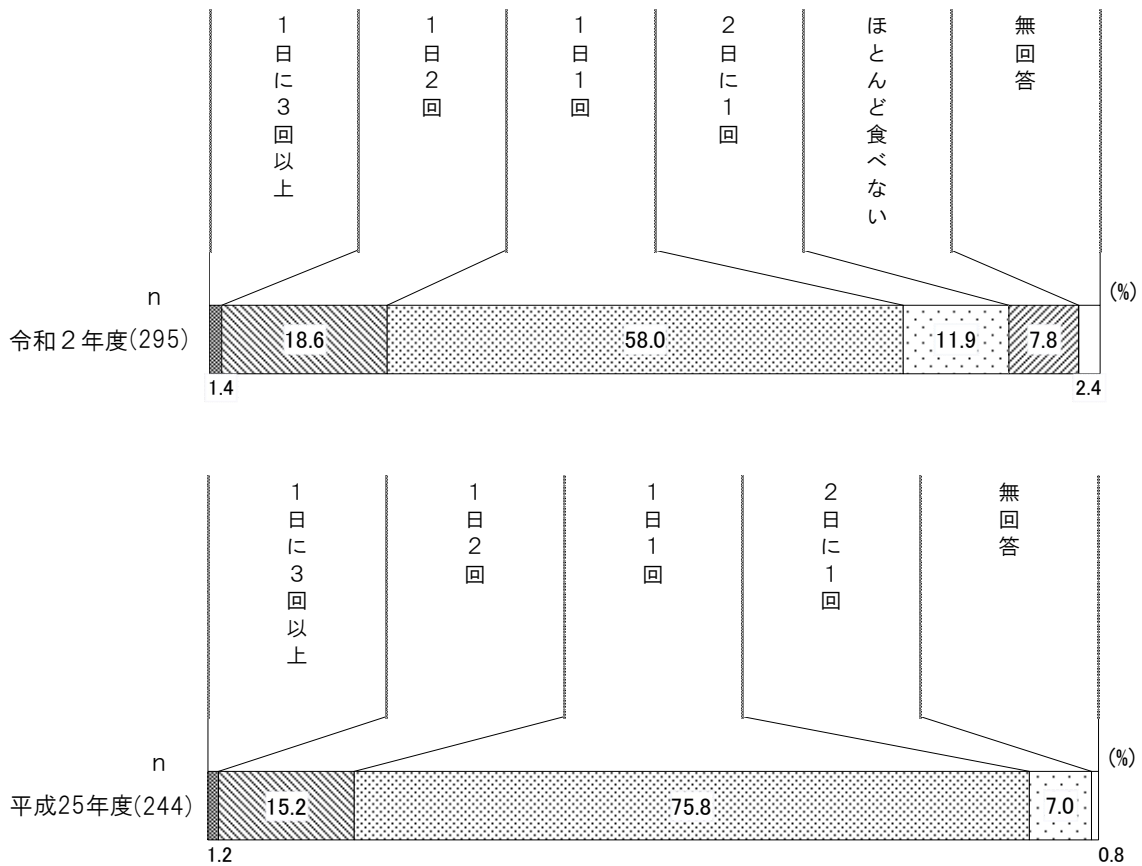 1日に3回以上
1日2回
1日1回
2日に1回
ほとんど食べない
無回答
n
(%)
令和２年度(295)
18.6
58.0
11.9
7.8
1.4
2.4
1日に3回以上
1日2回
1日1回
2日に1回
無回答
n
(%)
平成25年度(244)
15.2
75.8
7.0
1.2
0.8